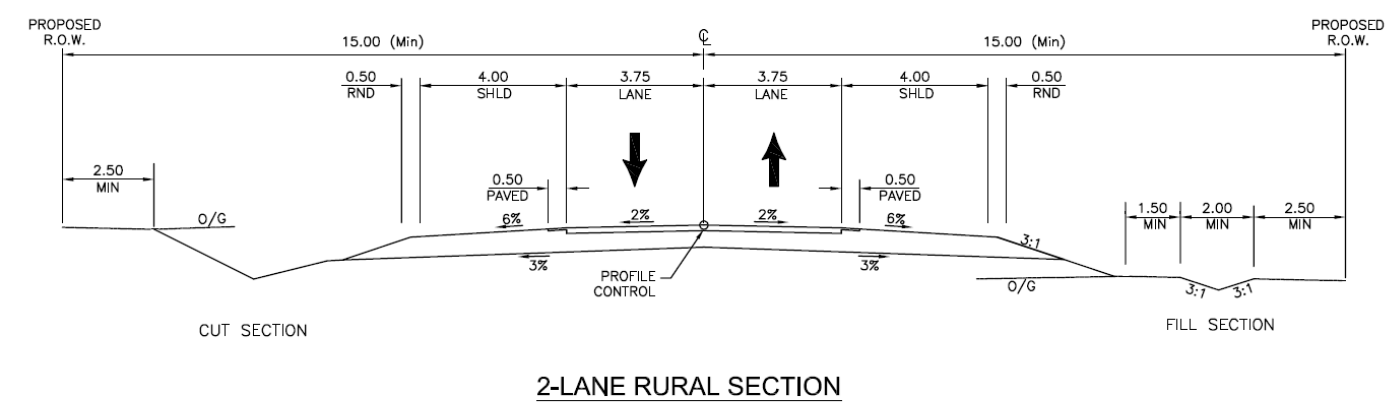 PROPOSED
R.O.W.
15.00 (Min)
℄
15.00 (Min)
PROPOSED
R.O.W.
0.50
RND
4.00
SHLD
3.75
LANE
3.75
LANE
4.00
SHLD
0.50
RND
2.50
MIN
0.50
PAVED
0.50
PAVED
1.50
MIN
2.00
MIN
2.50
MIN
O/G
6%
2%
2%
6%
3:1
3%
3%
PROFILE
CONTROL
O/G
3:1
3:1
CUT SECTION
FILL SECTION
2-LANE RURAL SECTION